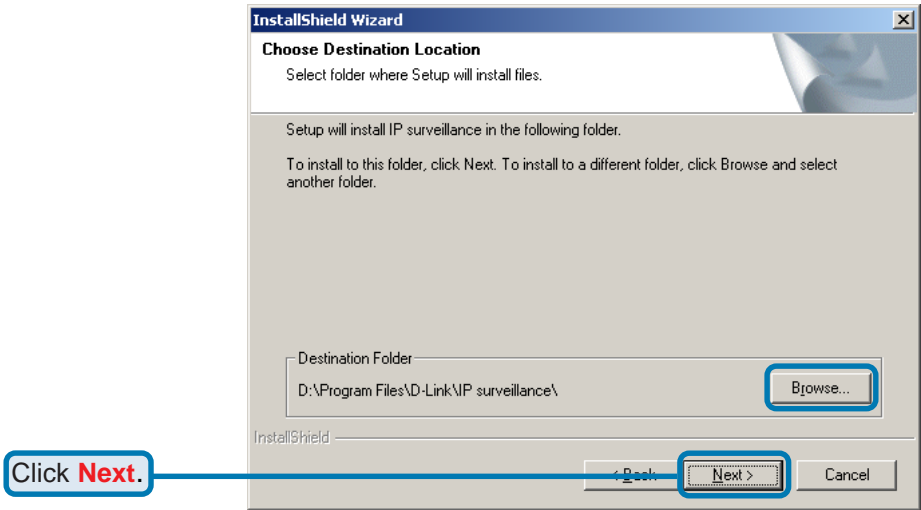 InstallShield Wizard
Choose Destination Location
Select folder where Setup will install files.
Setup will install IP surveillance in the following folder.
To install to this folder, click Next. To install to a different folder, click Browse and select
another folder.
Destination Folder
D:\Program Files\D-Link\IP surveillance\
Browse...
InstallShield
Click Next.
< Back
Next >
Cancel